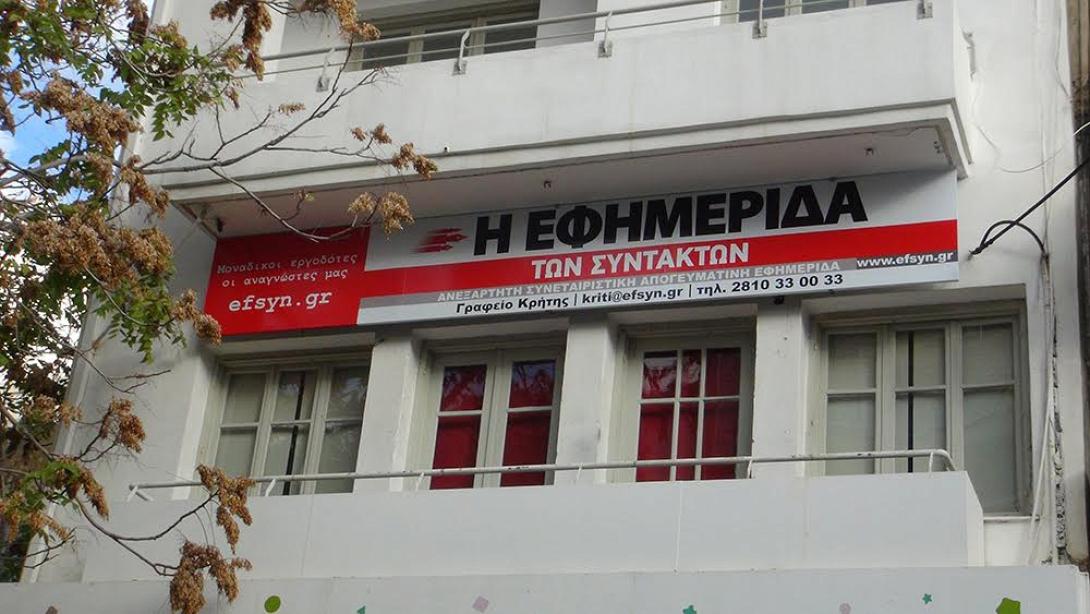 Μοναδικοι εργοδότες
οι αναγνώστες μας
efsyn.gr
Η ΕΦΗΜΕΡΙΔΑ
ΤΩΝ ΣΥΝΤΑΚΤΩΝ
ΑΝΕΞΑΡΤΗΤΗ ΣΥΝΕΤΑΙΡΙΣΤΙΚΗ ΑΠΟΓΕΥΜΑΤΙΝΗ ΕΦΗΜΕΡΙΔΑ
www.efsyn.gr
Γραφείο Κρήτης | kriti@efsyn.gr | τηλ. 2810 33 00 33